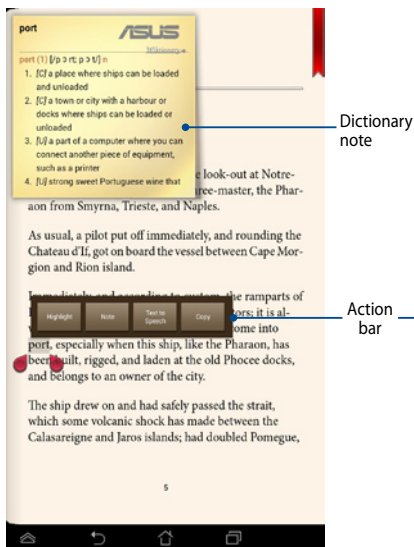 port
ASUS
port (1) [/p ɔ rt; p ɔ t/] n
1. [C] a place where ships can be loaded
and unloaded
2. [C] a town or city with a harbour or
docks where ships can be loaded or
unloaded
3. [U] a part of a computer where you can
connect another piece of equipment,
such as a printer
4. [U] strong sweet Portuguese wine that
Dictionary
note
e look-out at Notre-
ree-master, the Phar-
aon from Smyrna, Trieste, and Naples.
As usual, a pilot put off immediately, and rounding the
Chateau d'If, got on board the vessel between Cape Mor-
gion and Rion island.
Immediately, and according to custom, the ramparts of
ors; it is al-
ome into
Highlight
Note
Text to
Speech
Copy
Action
bar
port, especially when this ship, like the Pharaon, has
been built, rigged, and laden at the old Phocee docks,
and belongs to an owner of the city.
The ship drew on and had safely passed the strait,
which some volcanic shock has made between the
Calasareigne and Jaros islands; had doubled Pomegue,
5